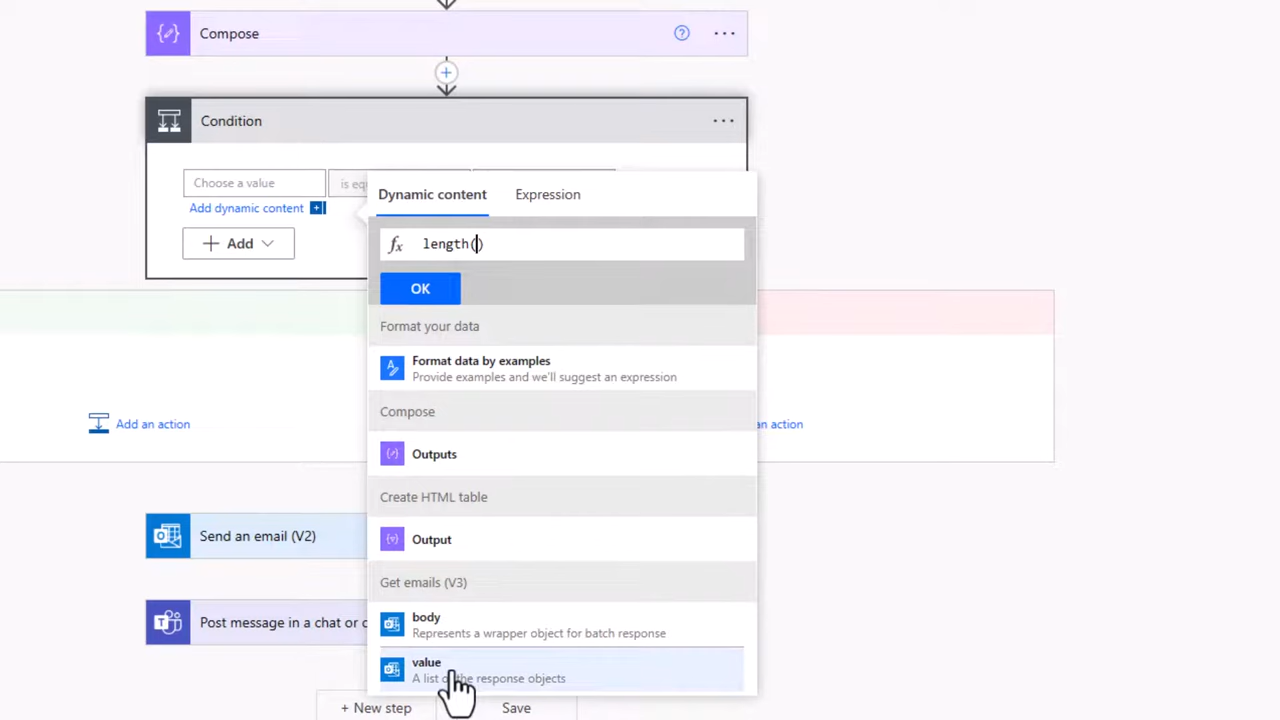 Compose
Condition
Choose a value
is equ
Add dynamic content
Add
Dynamic content Expression
fx length()
OK
Format your data
Format data by examples
Provide examples and we'll suggest an expression
Compose
Outputs
Create HTML table
Output
Get emails (V3)
body
Represents a wrapper object for batch response
value
A list of the response objects
Add an action
an action
Send an email (V2)
Post message in a chat or c
+ New step
Save